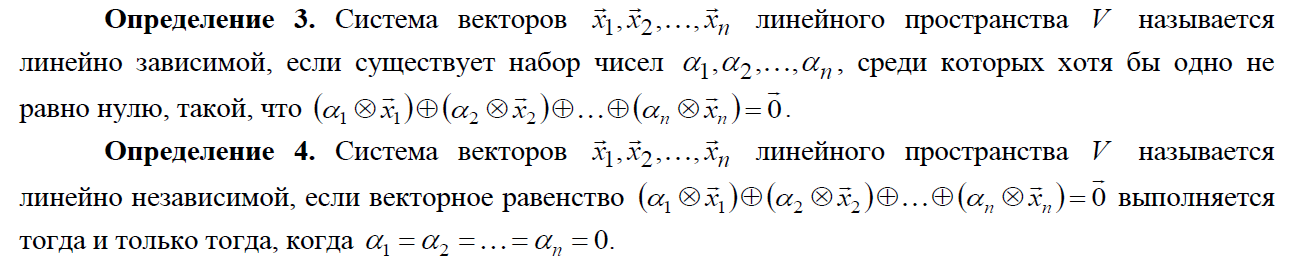 Определение 3. Система векторов x⃗₁, x⃗₂,…, x⃗ₙ линейного пространства V называется
линейно зависимой, если существует набор чисел α₁,α₂,…,αₙ, среди которых хотя бы одно не
равно нулю, такой, что (α₁ ⊗ x⃗₁)⊕(α₂ ⊗ x⃗₂)⊕…⊕(αₙ ⊗ x⃗ₙ)= 0⃗.
Определение 4. Система векторов x⃗₁, x⃗₂,…, x⃗ₙ линейного пространства V называется
линейно независимой, если векторное равенство (α₁ ⊗ x⃗₁)⊕(α₂ ⊗ x⃗₂)⊕…⊕(αₙ ⊗ x⃗ₙ)= 0⃗ выполняется
тогда и только тогда, когда α₁ = α₂ = … = αₙ = 0.